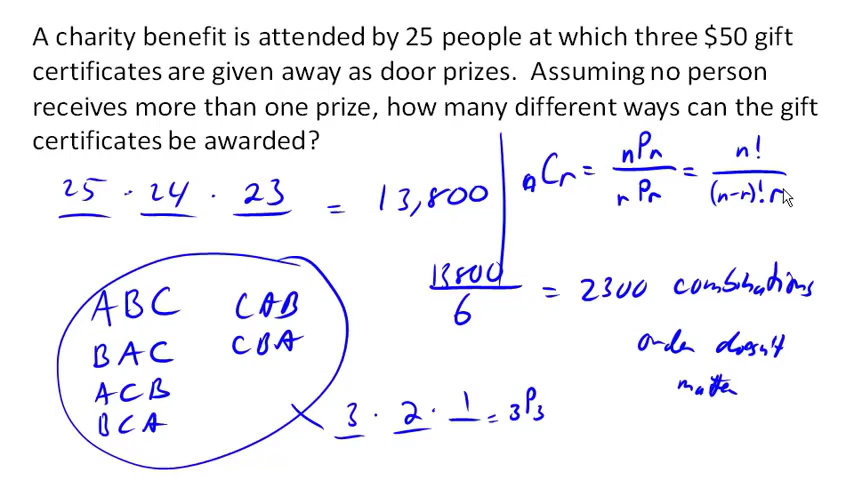 A charity benefit is attended by 25 people at which three $50 gift
certificates are given away as door prizes. Assuming no person
receives more than one prize, how many different ways can the gift
certificates be awarded?
25 · 24 · 23 = 13,800
nCr = nPr / rPr = n! / (n-r)! r
ABC CAB
BAC CBA
ACB
BCA
3 · 2 · 1 = 3P3
13800 / 6 = 2300 combinations
order doesn't
matter